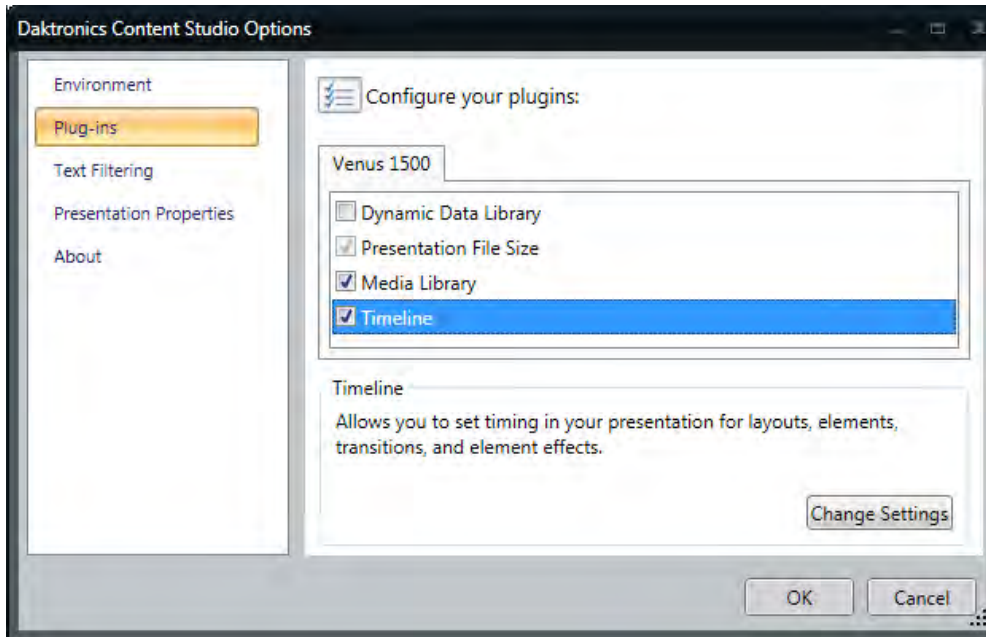 Daktronics Content Studio Options
Environment
Plug-ins
Text Filtering
Presentation Properties
About
Configure your plugins:
Venus 1500
Dynamic Data Library
Presentation File Size
Media Library
Timeline
Timeline
Allows you to set timing in your presentation for layouts, elements,
transitions, and element effects.
Change Settings
OK
Cancel